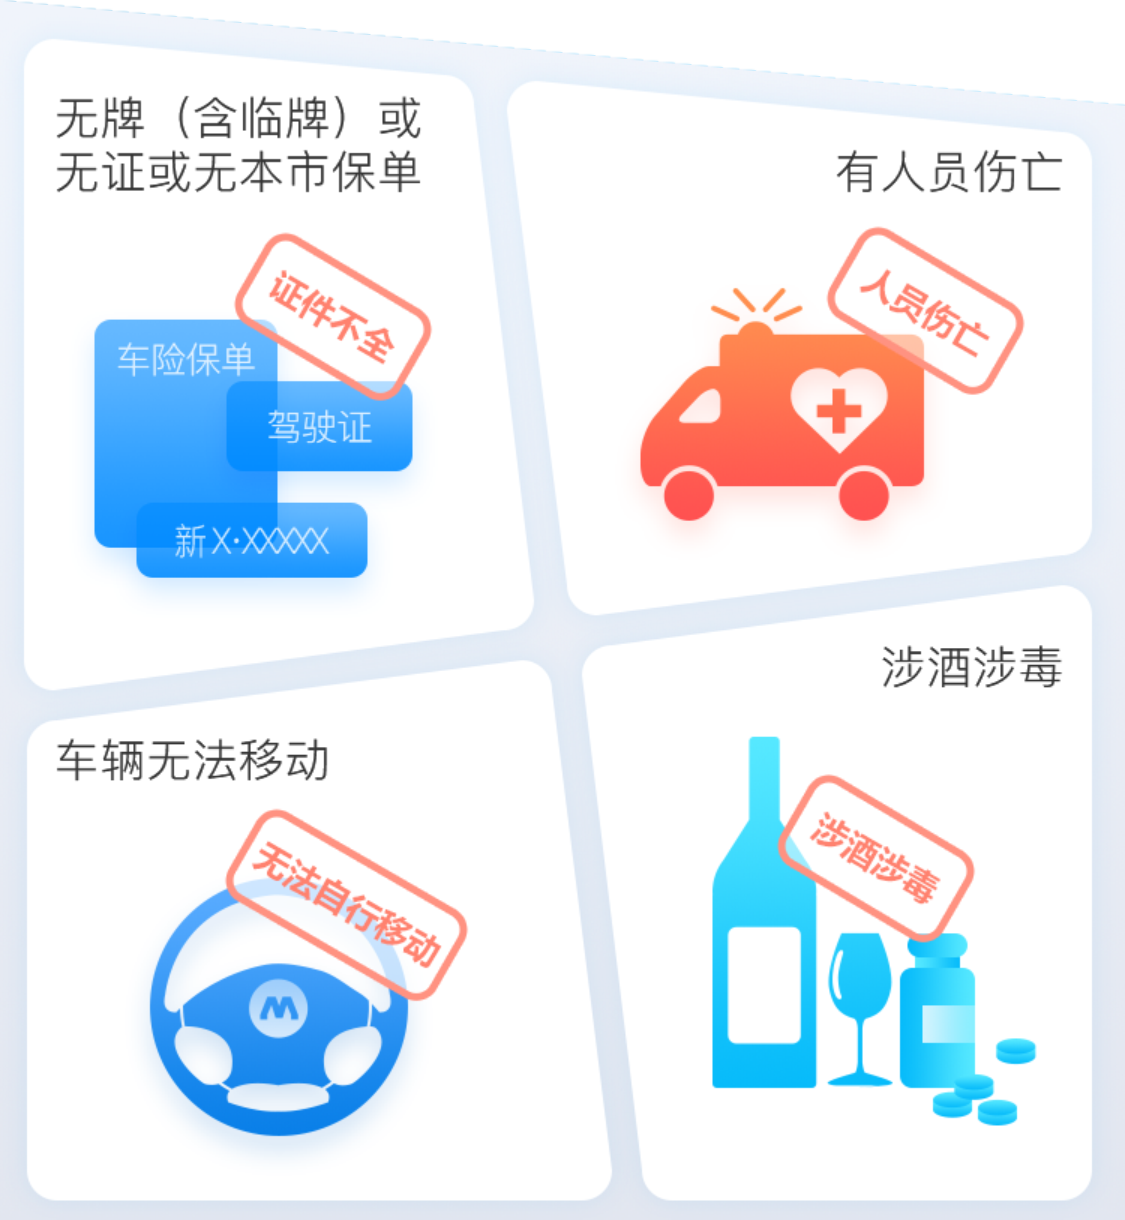 无牌（含临牌）或
无证或无本市保单
证件不全
车险保单
驾驶证
新X·XXXXX
有人员伤亡
人员伤亡
车辆无法移动
无法自行移动
涉酒涉毒
涉酒涉毒